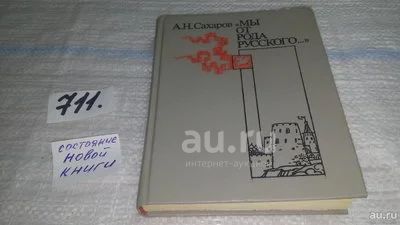 А.Н.Сахаров «МЫ
ОТ
РОДА
РУССКОГО...»
711.
СОСТОЯНИЕ
НОВОЙ
КНИГИ
au.ru
интернет-аукцион
au.ru